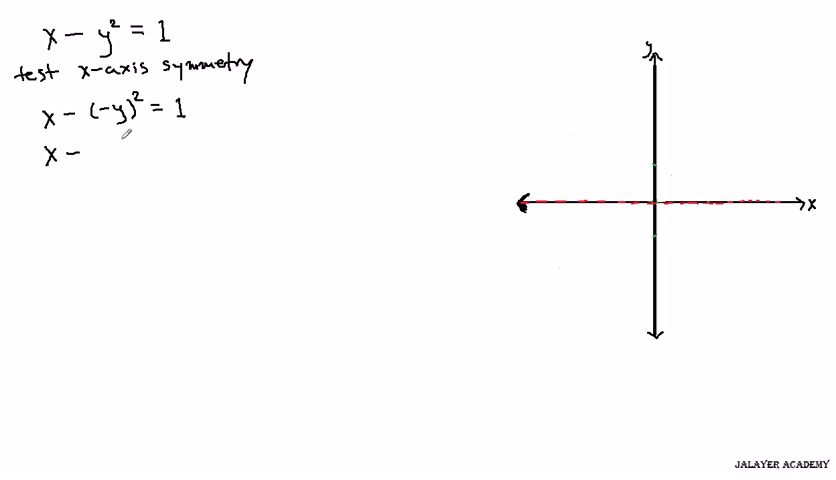 x - y² = 1
test x-axis symmetry
x - (-y)² = 1
x -
y
x
JALAYER ACADEMY